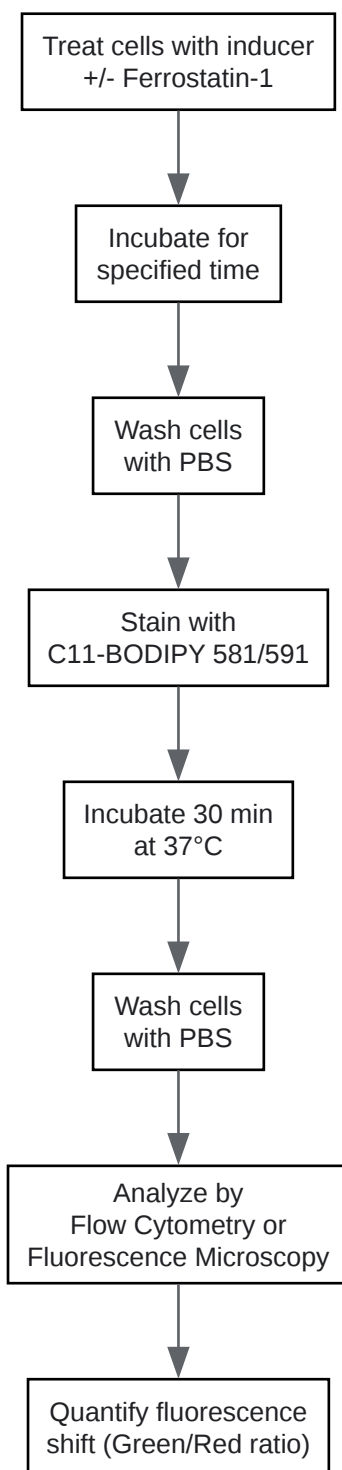 Treat cells with inducer
+/- Ferrostatin-1
Incubate for
specified time
Wash cells
with PBS
Stain with
C11-BODIPY 581/591
Incubate 30 min
at 37°C
Wash cells
with PBS
Analyze by
Flow Cytometry or
Fluorescence Microscopy
Quantify fluorescence
shift (Green/Red ratio)